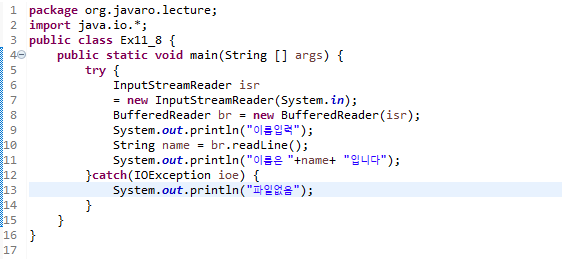 1 package org.javaro.lecture;
2 import java.io.*;
3 public class Ex11_8 {
4 public static void main(String [] args) {
5 try {
6 InputStreamReader isr
7 = new InputStreamReader(System.in);
8 BufferedReader br = new BufferedReader(isr);
9 System.out.println("이름입력");
10 String name = br.readLine();
11 System.out.println("이름은 "+name+ "입니다");
12 }catch(IOException ioe) {
13 System.out.println("파일없음");
14 }
15 }
16 }
17